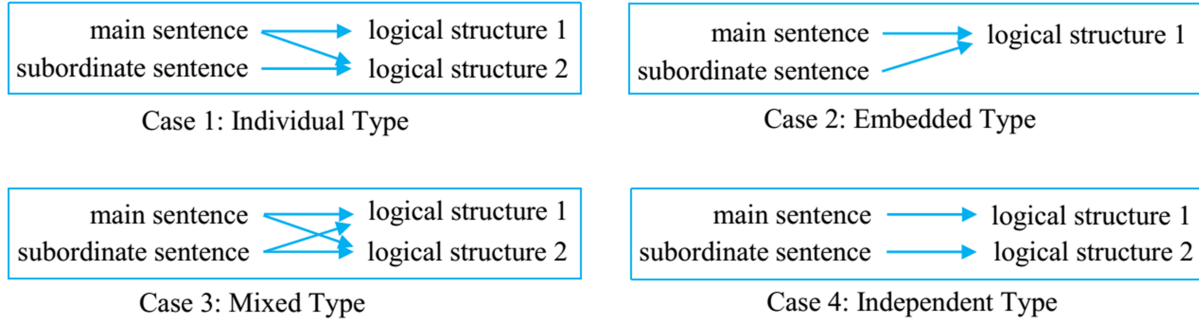 main sentence logical structure 1
subordinate sentence logical structure 2
Case 1: Individual Type
main sentence logical structure 1
subordinate sentence
Case 2: Embedded Type
main sentence logical structure 1
subordinate sentence logical structure 2
Case 3: Mixed Type
main sentence logical structure 1
subordinate sentence logical structure 2
Case 4: Independent Type